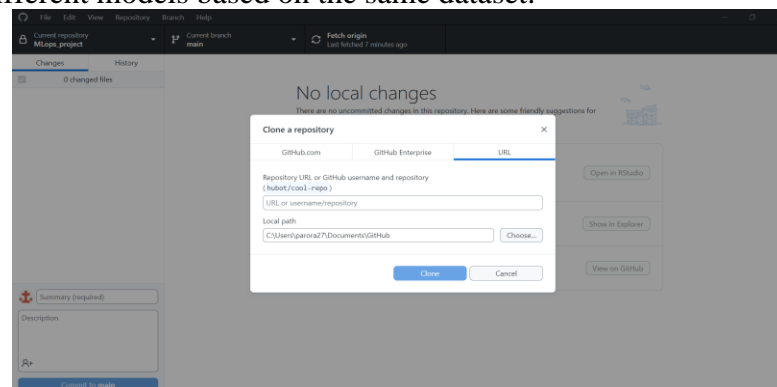 fferent models based on the same dataset.
File Edit View Repository Branch Help
Current repository
MLops_project
Current branch
main
Fetch origin
Last fetched 7 minutes ago
Changes History
0 changed files
No local changes
There are no uncommitted changes in this repository. Here are some friendly suggestions for
Clone a repository
GitHub.com GitHub Enterprise URL
Repository URL or GitHub username and repository
(hubot/cool-repo)
URL or username/repository
Local path
C:\Users\parora27\Documents\GitHub Choose...
Clone Cancel
Open in RStudio
Show in Explorer
View on GitHub
Summary (required)
Description
Commit to main